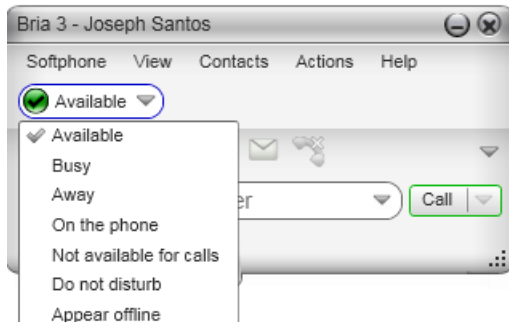 Bria 3 - Joseph Santos
Softphone View Contacts Actions Help
Available
Available
Busy
Away
er
Call
On the phone
Not available for calls
Do not disturb
Appear offline